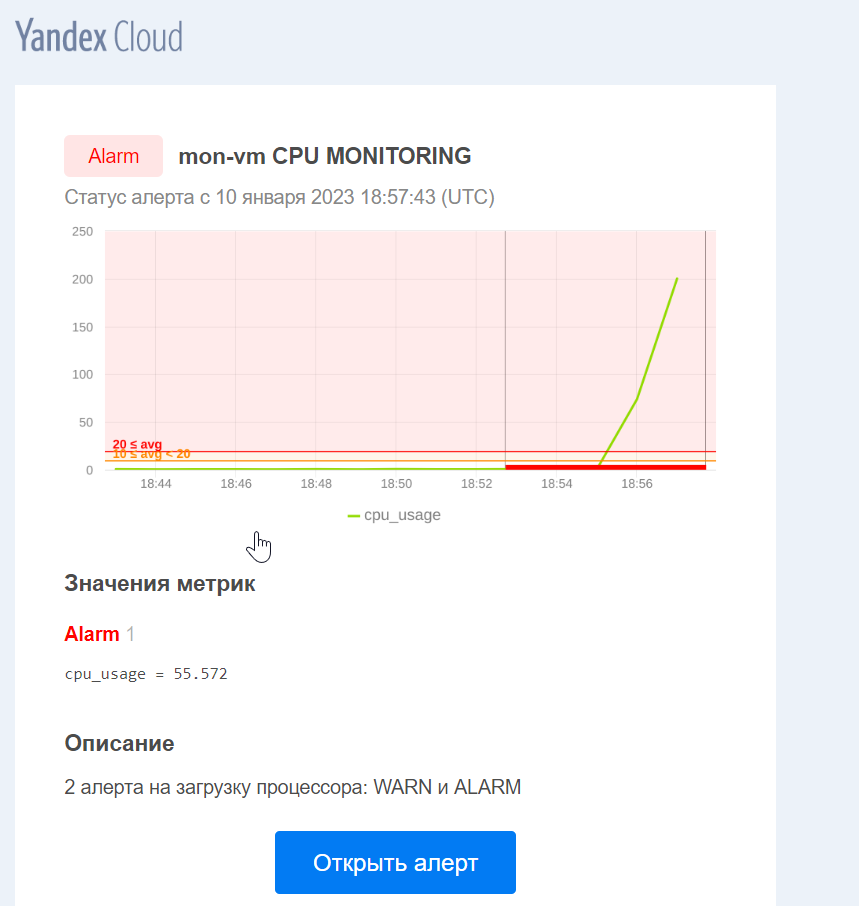 Yandex Cloud
Alarm mon-vm CPU MONITORING
Статус алерта с 10 января 2023 18:57:43 (UTC)
250
200
150
100
50
20 ≤ avg
10 ≤ avg < 20
0
18:44 18:46 18:48 18:50 18:52 18:54 18:56
cpu_usage
Значения метрик
Alarm 1
cpu_usage = 55.572
Описание
2 алерта на загрузку процессора: WARN и ALARM
Открыть алерт